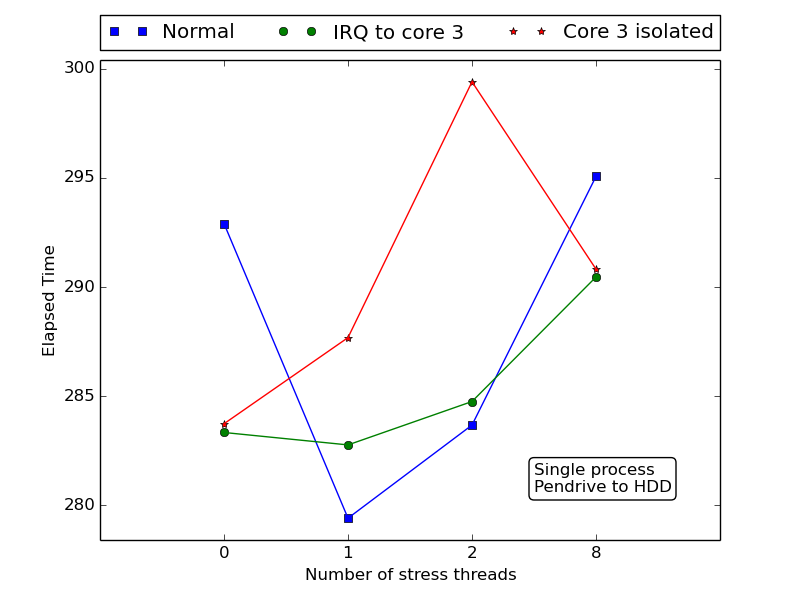 Normal IRQ to core 3 Core 3 isolated
300
295
290
285
280
Elapsed Time
Single process
Pendrive to HDD
0 1 2 8
Number of stress threads